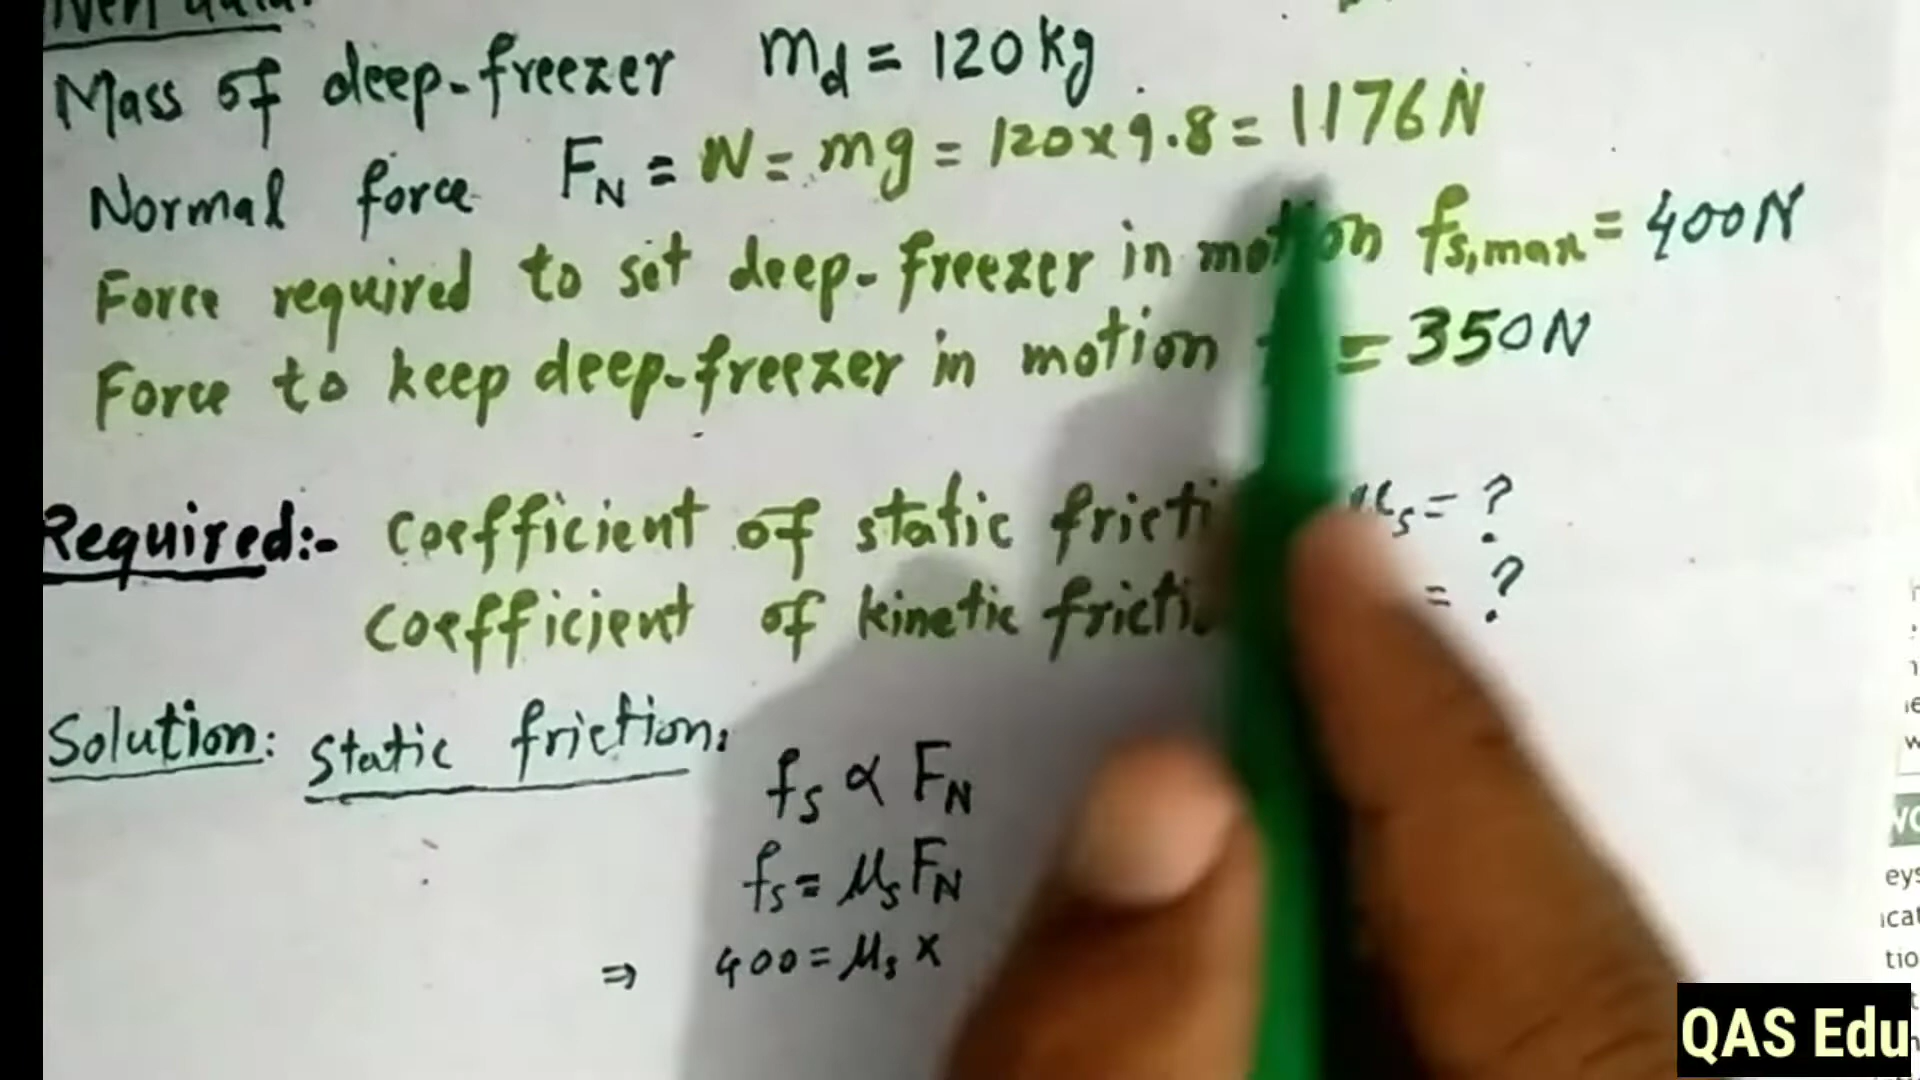 Mass of deep-freezer m_d = 120 kg
Normal force F_N = W = mg = 120 × 9.8 = 1176 N
Force required to set deep-freezer in motion f_s,max = 400 N
Force to keep deep-freezer in motion = 350 N
Required:- Coefficient of static fricti μ_s = ?
Coefficient of kinetic fricti = ?
Solution: Static friction:
f_s ∝ F_N
f_s = μ_s F_N
⇒ 400 = μ_s ×
QAS Edu